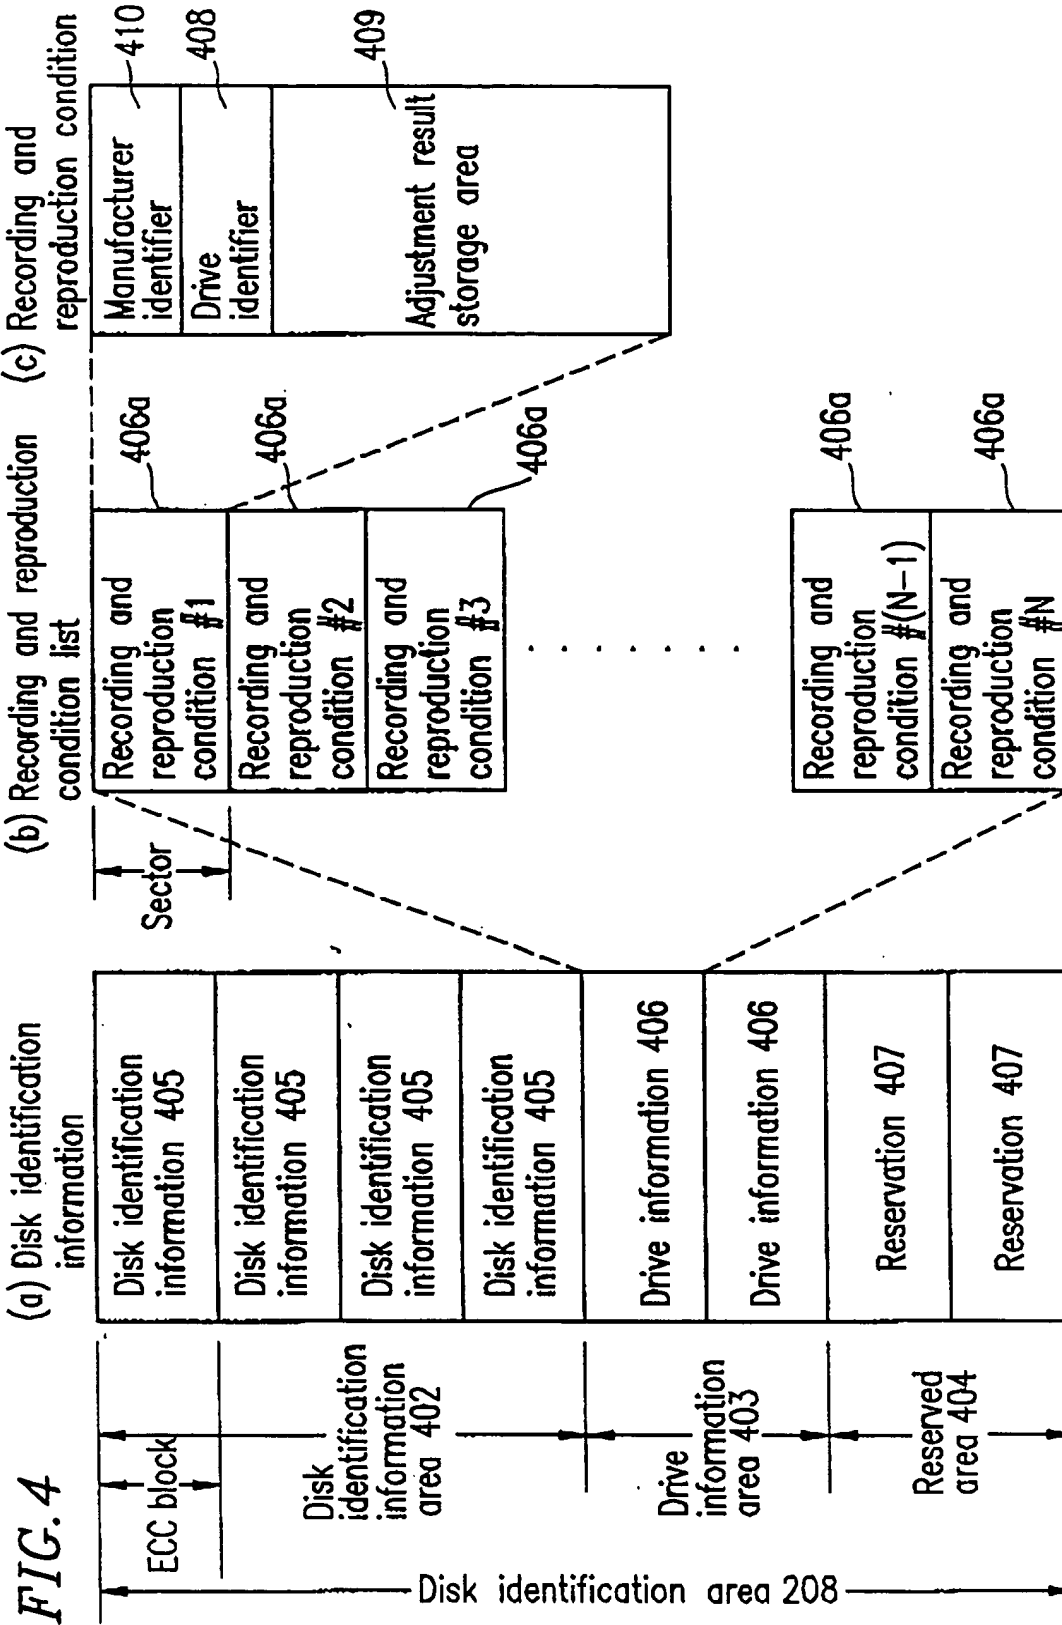 FIG. 4
(a) Disk identification
information
(b) Recording and reproduction
condition list
(c) Recording and
reproduction condition
Disk identification area 208
ECC block
Disk
identification
information
area 402
Drive
information
area 403
Reserved
area 404
Disk identification
information 405
Disk identification
information 405
Disk identification
information 405
Disk identification
information 405
Drive information 406
Drive information 406
Reservation 407
Reservation 407
Sector
Recording and
reproduction
condition #1
406a
Recording and
reproduction
condition #2
406a
Recording and
reproduction
condition #3
406a
Recording and
reproduction
condition #(N-1)
406a
Recording and
reproduction
condition #N
406a
Manufacturer
identifier
410
Drive
identifier
408
Adjustment result
storage area
409